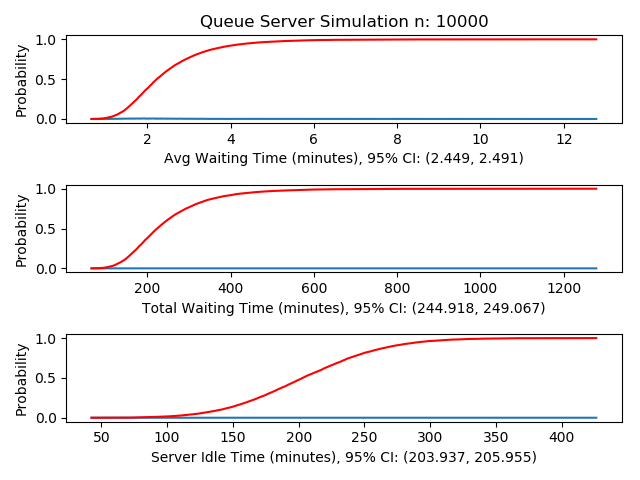 Queue Server Simulation n: 10000
Probability
1.0
0.5
0.0
2 4 6 8 10 12
Avg Waiting Time (minutes), 95% CI: (2.449, 2.491)
Probability
1.0
0.5
0.0
200 400 600 800 1000 1200
Total Waiting Time (minutes), 95% CI: (244.918, 249.067)
Probability
1.0
0.5
0.0
50 100 150 200 250 300 350 400
Server Idle Time (minutes), 95% CI: (203.937, 205.955)